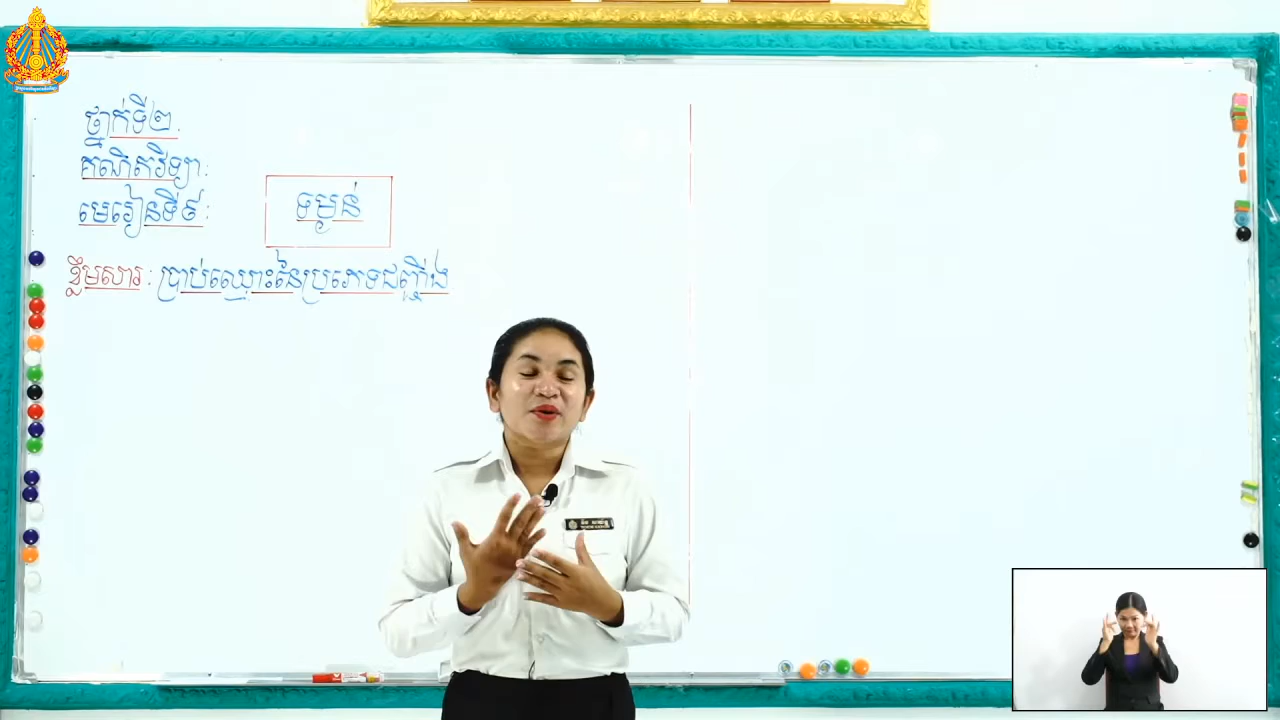 ថ្នាក់ទី២.
គណិតវិទ្យា:
មេរៀនទី៩:
ទម្ងន់
ខ្លឹមសារ : ប្រាប់ឈ្មោះនៃប្រភេទជញ្ជីង